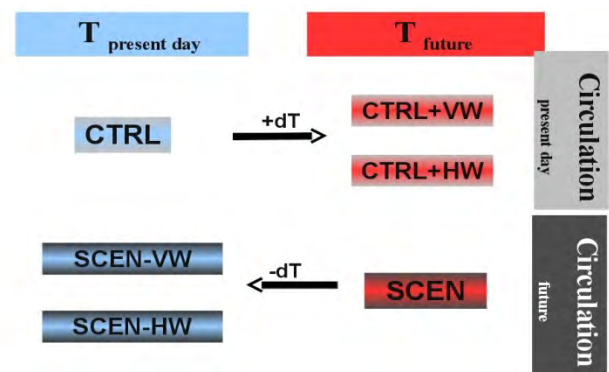 T present day
T future
Circulation
present day
CTRL
+dT
CTRL+VW
CTRL+HW
SCEN-VW
-dT
SCEN
SCEN-HW
Circulation
future